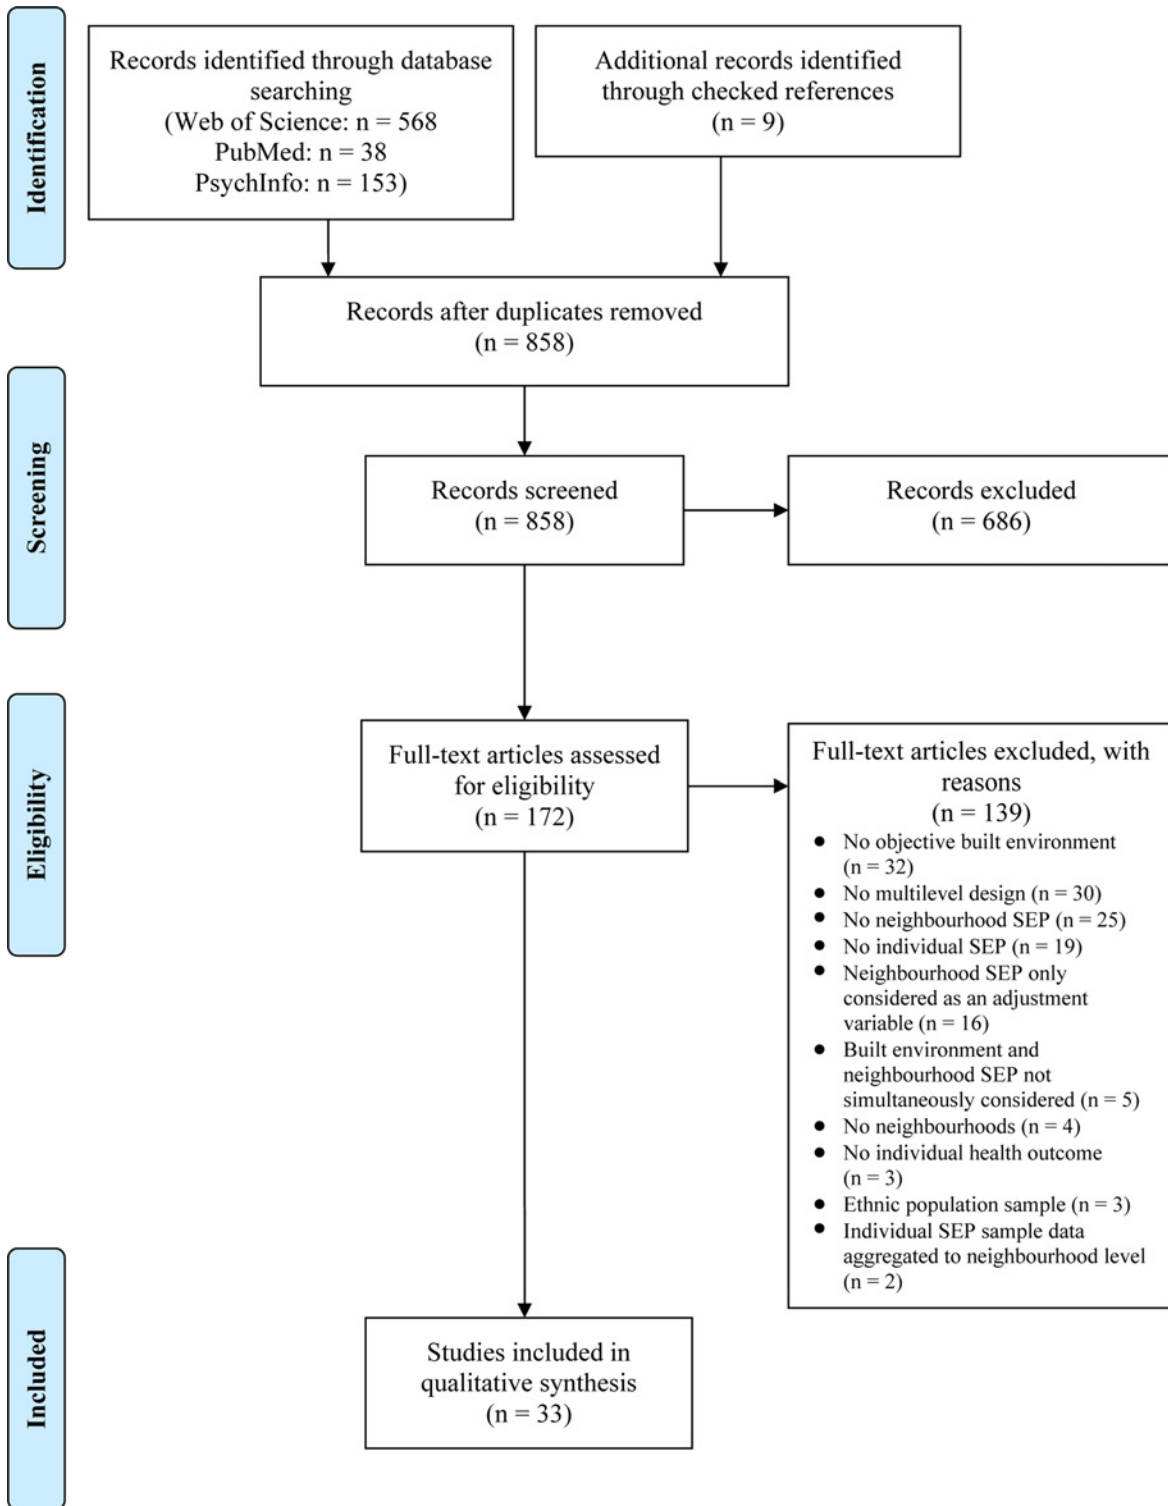 Identification
Records identified through database
searching
(Web of Science: n = 568
PubMed: n = 38
PsychInfo: n = 153)
Additional records identified
through checked references
(n = 9)
Records after duplicates removed
(n = 858)
Screening
Records screened
(n = 858)
Records excluded
(n = 686)
Eligibility
Full-text articles assessed
for eligibility
(n = 172)
Full-text articles excluded, with
reasons
(n = 139)
● No objective built environment
(n = 32)
● No multilevel design (n = 30)
● No neighbourhood SEP (n = 25)
● No individual SEP (n = 19)
● Neighbourhood SEP only
considered as an adjustment
variable (n = 16)
● Built environment and
neighbourhood SEP not
simultaneously considered (n = 5)
● No neighbourhoods (n = 4)
● No individual health outcome
(n = 3)
● Ethnic population sample (n = 3)
● Individual SEP sample data
aggregated to neighbourhood level
(n = 2)
Included
Studies included in
qualitative synthesis
(n = 33)